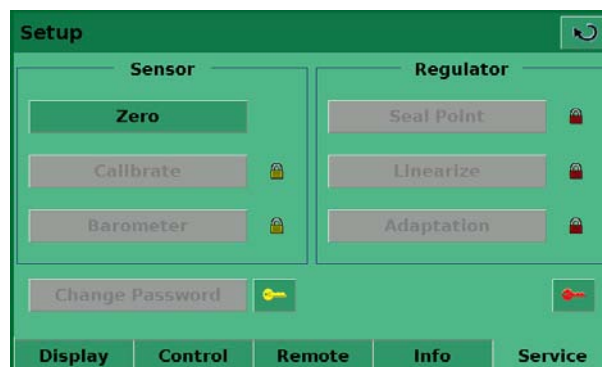 Setup
Sensor
Zero
Calibrate
Barometer
Regulator
Seal Point
Linearize
Adaptation
Change Password
Display Control Remote Info Service